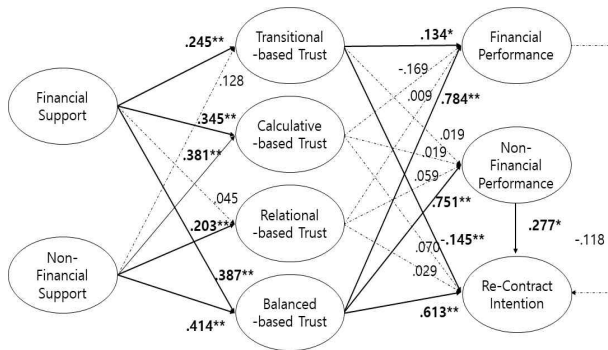 Transitional
-based Trust
Financial
Performance
.245**
.134*
.128
-.169
.009
.784**
Financial
Support
.345**
Calculative
-based Trust
.381**
.019
.019
Non-
Financial
Performance
.059
.045
.751**
.203**
Relational
-based Trust
.277*
-.145**
-.118
Non-
Financial
Support
.070
.387**
.029
Re-Contract
Intention
.414**
Balanced
-based Trust
.613**